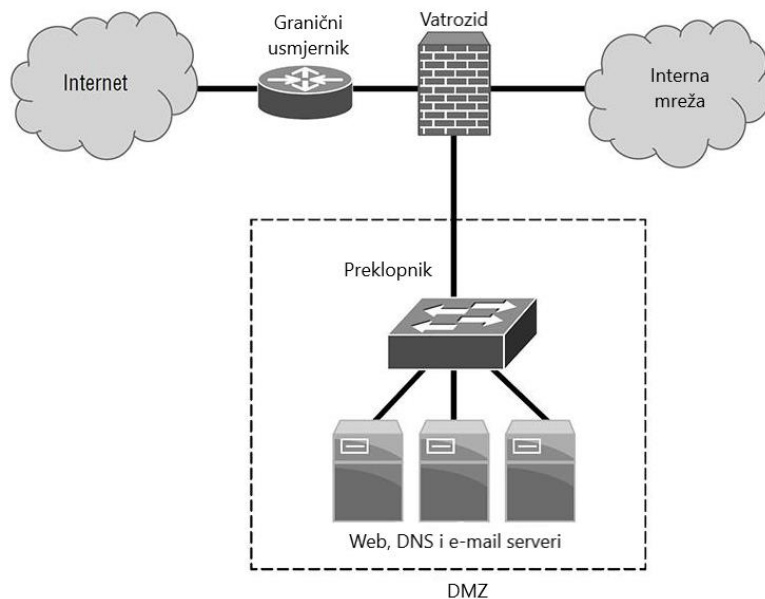 Granični
usmjernik
Vatrozid
Internet
Interna
mreža
Preklopnik
Web, DNS i e-mail serveri
DMZ